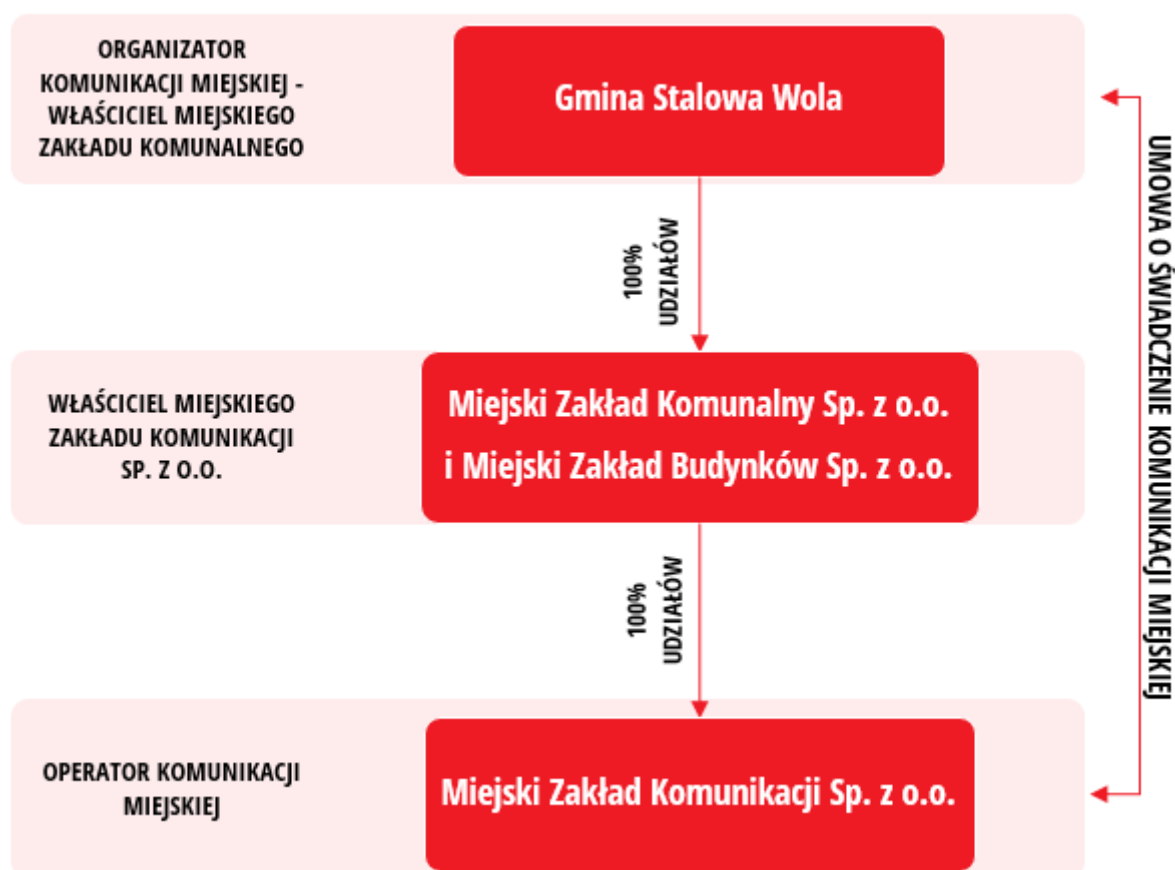 ORGANIZATOR
KOMUNIKACJI MIEJSKIEJ -
WŁAŚCICIEL MIEJSKIEGO
ZAKŁADU KOMUNALNEGO
Gmina Stalowa Wola
100%
UDZIAŁÓW
WŁAŚCICIEL MIEJSKIEGO
ZAKŁADU KOMUNIKACJI
SP. Z O.O.
Miejski Zakład Komunalny Sp. z o.o.
i Miejski Zakład Budynków Sp. z o.o.
100%
UDZIAŁÓW
OPERATOR KOMUNIKACJI
MIEJSKIEJ
Miejski Zakład Komunikacji Sp. z o.o.
UMOWA O ŚWIADCZENIE KOMUNIKACJI MIEJSKIEJ